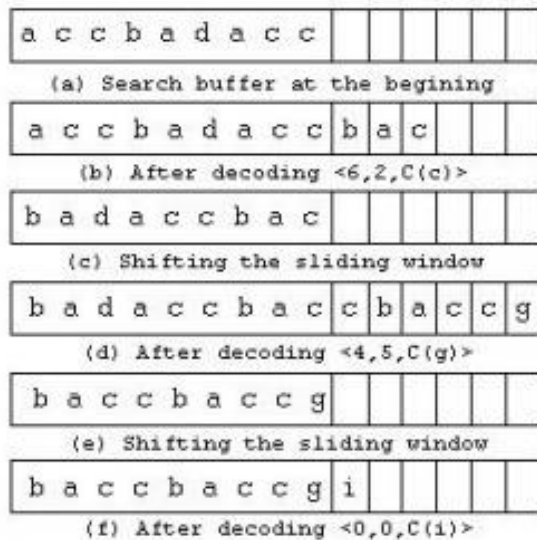 a c c b a d a c c
(a) Search buffer at the begining
a c c b a d a c c b a c
(b) After decoding <6,2,C(c)>
b a d a c c b a c
(c) Shifting the sliding window
b a d a c c b a c c b a c c g
(d) After decoding <4,5,C(g)>
b a c c b a c c g
(e) Shifting the sliding window
b a c c b a c c g i
(f) After decoding <0,0,C(i)>